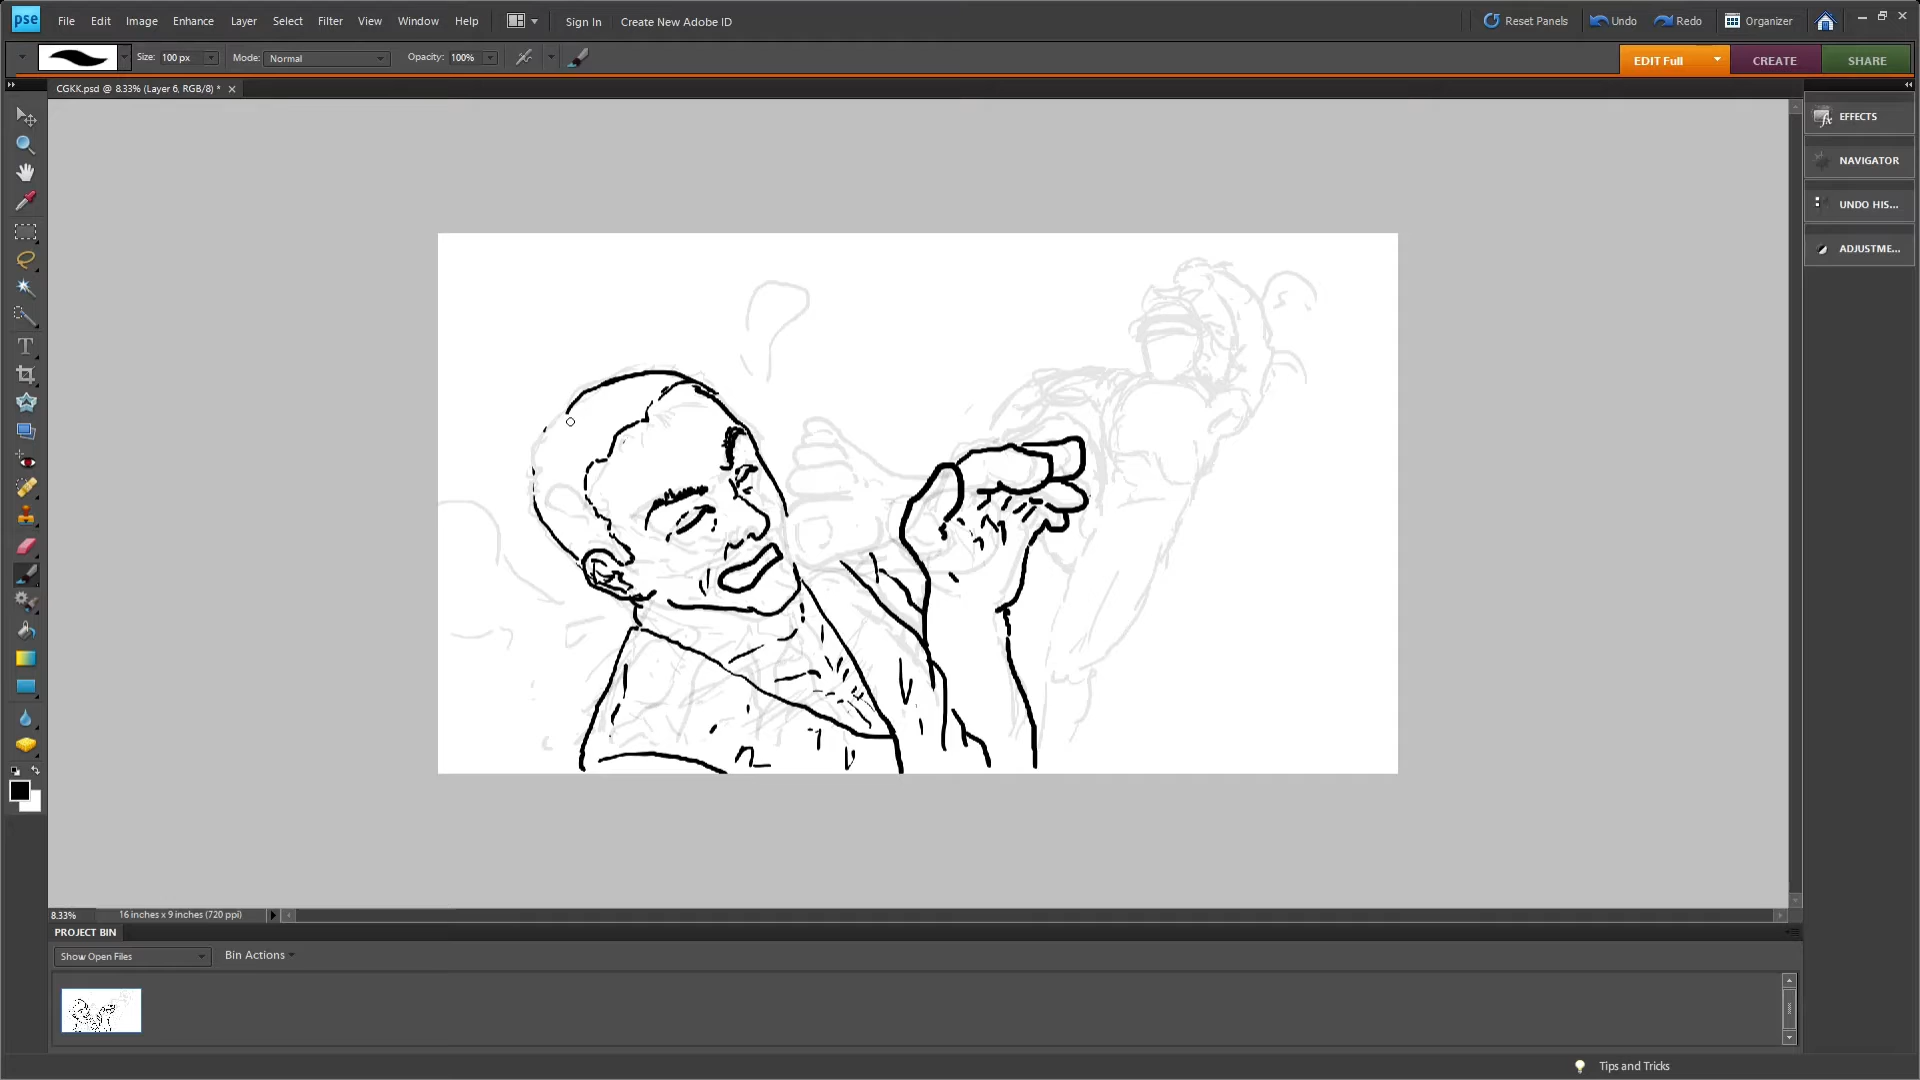 pse File Edit Image Enhance Layer Select Filter View Window Help Sign In Create New Adobe ID Reset Panels Undo Redo Organizer
Size: 100 px Mode: Normal Opacity: 100% EDIT Full CREATE SHARE
CGKK.psd @ 8.33% (Layer 6, RGB/8) *
EFFECTS
NAVIGATOR
UNDO HIS...
ADJUSTME...
8.33% 16 inches x 9 inches (720 ppi)
PROJECT BIN
Show Open Files Bin Actions
Tips and Tricks